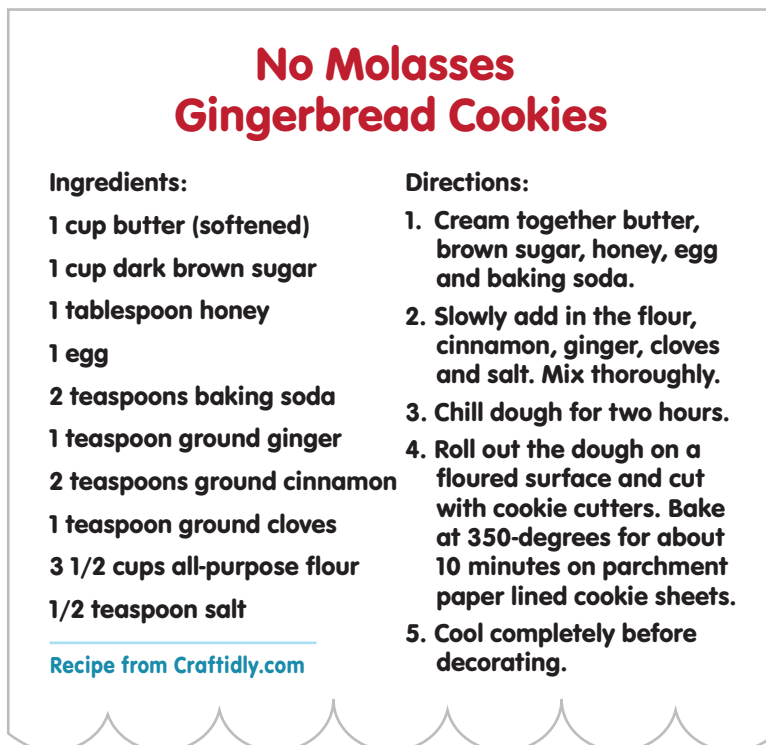 No Molasses
Gingerbread Cookies
Ingredients:
1 cup butter (softened)
1 cup dark brown sugar
1 tablespoon honey
1 egg
2 teaspoons baking soda
1 teaspoon ground ginger
2 teaspoons ground cinnamon
1 teaspoon ground cloves
3 1/2 cups all-purpose flour
1/2 teaspoon salt
Recipe from Craftidly.com
Directions:
1. Cream together butter,
brown sugar, honey, egg
and baking soda.
2. Slowly add in the flour,
cinnamon, ginger, cloves
and salt. Mix thoroughly.
3. Chill dough for two hours.
4. Roll out the dough on a
floured surface and cut
with cookie cutters. Bake
at 350-degrees for about
10 minutes on parchment
paper lined cookie sheets.
5. Cool completely before
decorating.